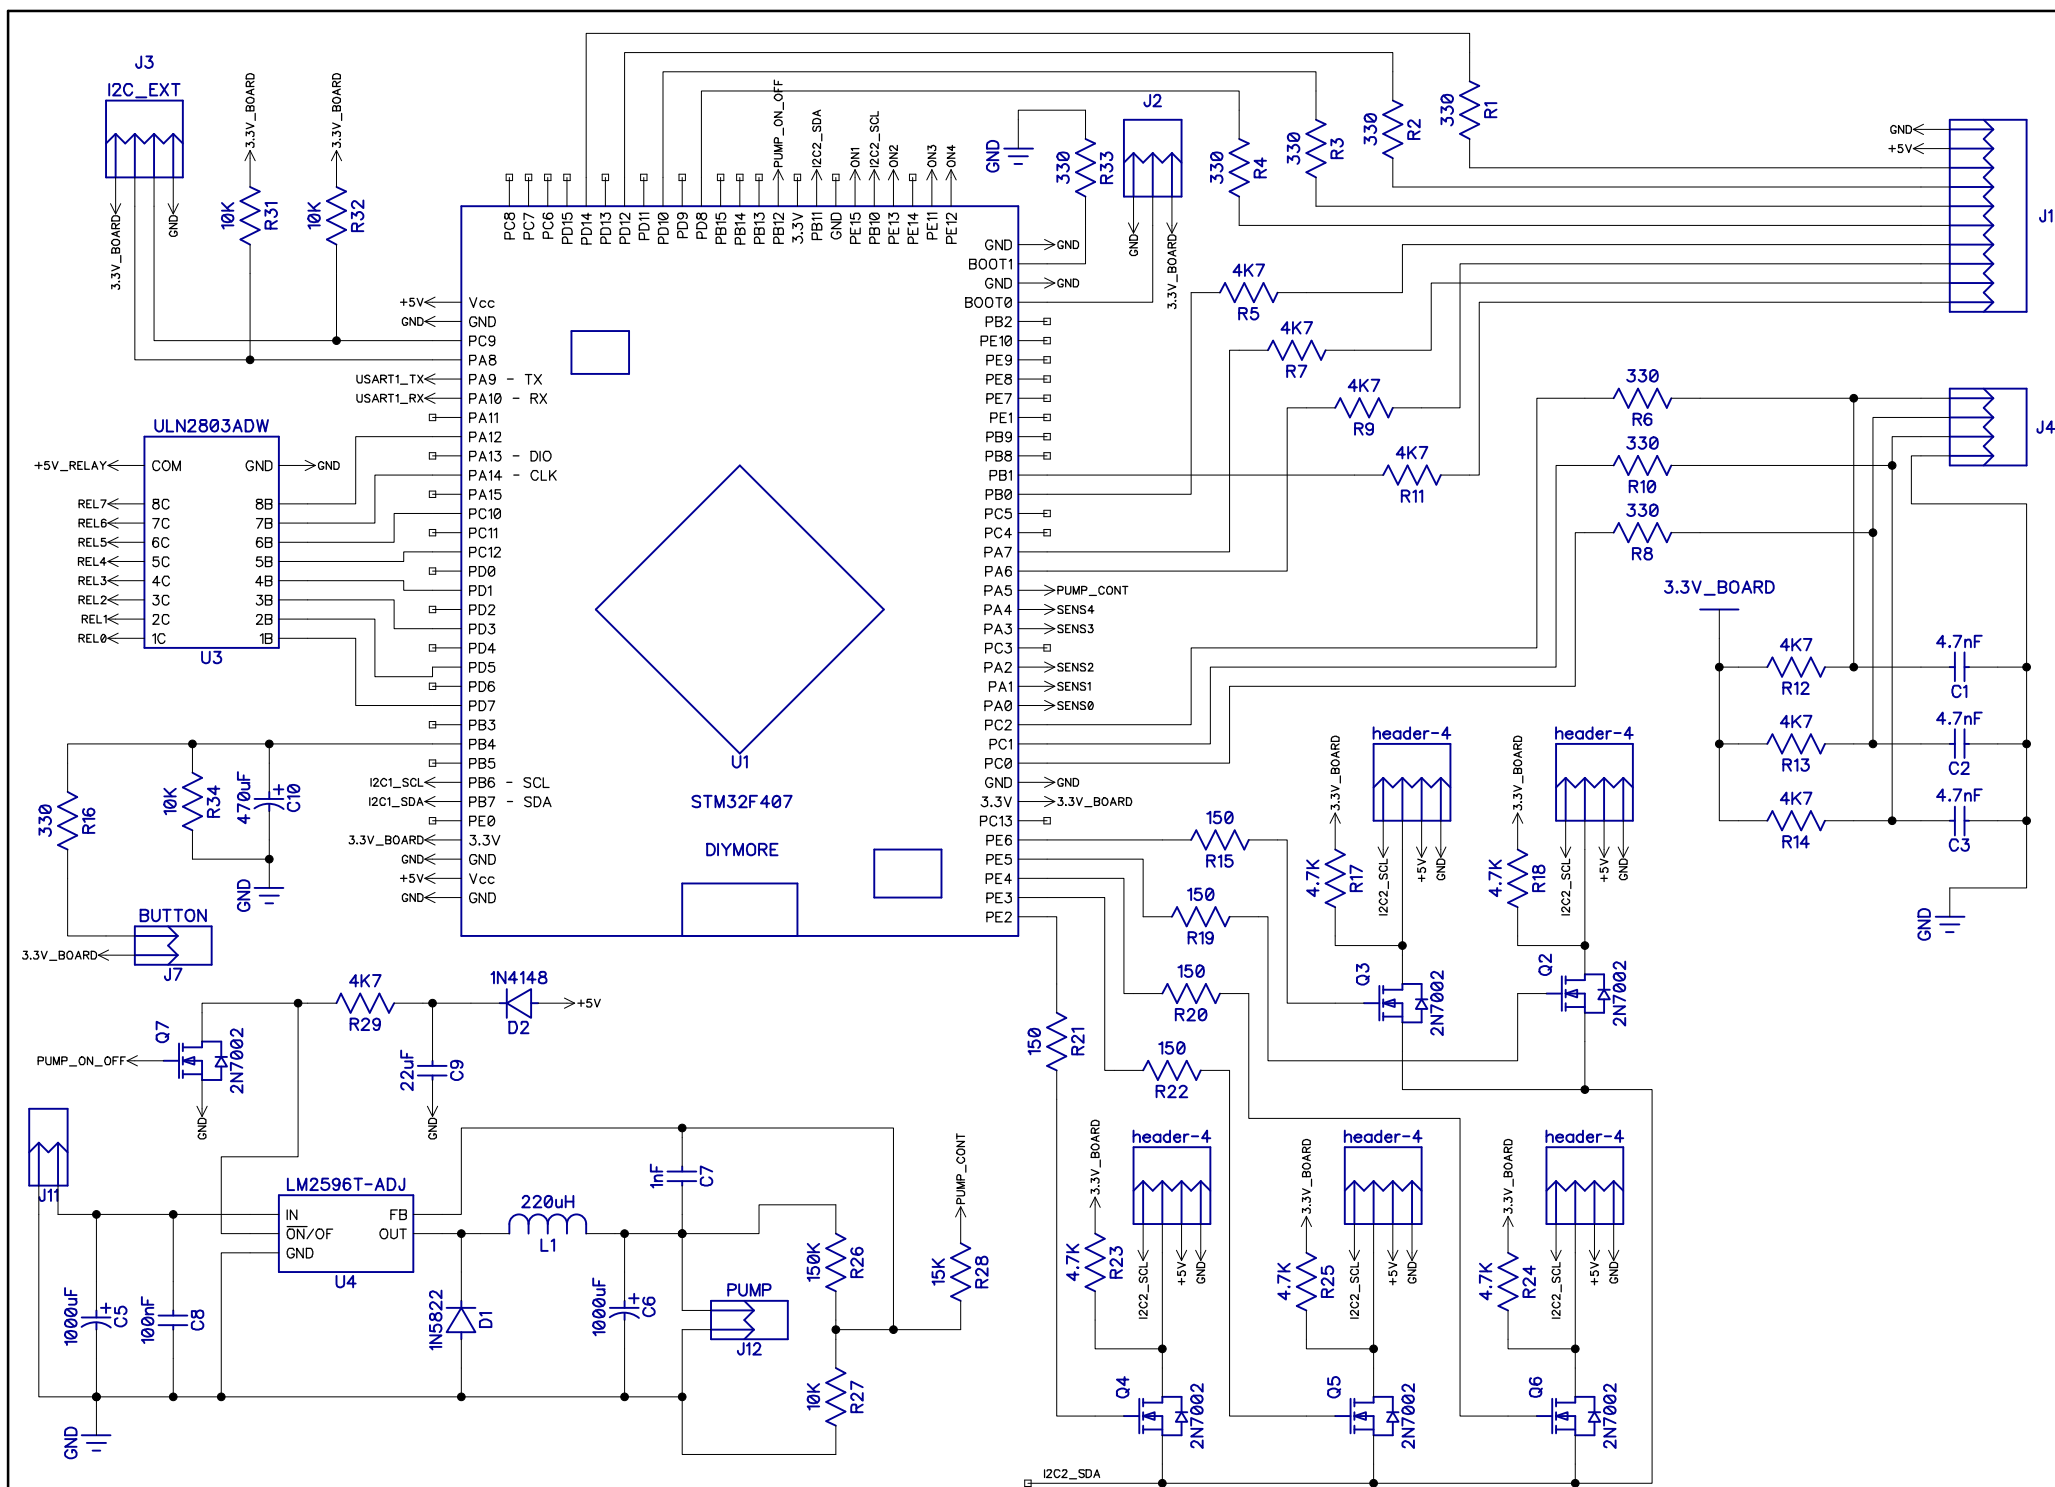 J3
I2C_EXT
3.3V_BOARD
GND
3.3V_BOARD
10K
R31
3.3V_BOARD
10K
R32
PC8
PC7
PC6
PD15
PD14
PD13
PD12
PD11
PD10
PD9
PD8
PB15
PB14
PB13
PB12
3.3V
PB11
GND
PE15
PB10
PE13
PE14
PE11
PE12
PUMP_ON_OFF
I2C2_SDA
ON1
I2C2_SCL
ON2
ON3
ON4
GND
330
R33
J2
GND
3.3V_BOARD
330
R4
330
R3
330
R2
330
R1
GND
+5V
J1
+5V Vcc
GND GND
PC9
PA8
USART1_TX PA9 - TX
USART1_RX PA10 - RX
PA11
PA12
PA13 - DIO
PA14 - CLK
PA15
PC10
PC11
PC12
PD0
PD1
PD2
PD3
PD4
PD5
PD6
PD7
PB3
PB4
PB5
I2C1_SCL PB6 - SCL
I2C1_SDA PB7 - SDA
PE0
3.3V_BOARD 3.3V
GND GND
+5V Vcc
GND GND
GND GND
BOOT1
GND GND
BOOT0
PB2
PE10
PE9
PE8
PE7
PE1
PB9
PB8
PB1
PB0
PC5
PC4
PA7
PA6
PA5 PUMP_CONT
PA4 SENS4
PA3 SENS3
PC3
PA2 SENS2
PA1 SENS1
PA0 SENS0
PC2
PC1
PC0
GND GND
3.3V 3.3V_BOARD
PC13
PE6
PE5
PE4
PE3
PE2
U1
STM32F407
DIYMORE
ULN2803ADW
+5V_RELAY COM GND GND
REL7 8C 8B
REL6 7C 7B
REL5 6C 6B
REL4 5C 5B
REL3 4C 4B
REL2 3C 3B
REL1 2C 2B
REL0 1C 1B
U3
4K7
R5
4K7
R7
4K7
R9
4K7
R11
330
R6
330
R10
330
R8
J4
3.3V_BOARD
4K7
R12
4.7nF
C1
4K7
R13
4.7nF
C2
4K7
R14
4.7nF
C3
GND
330
R16
10K
R34
470uF
+
C10
GND
BUTTON
3.3V_BOARD
J7
150
R15
150
R19
150
R20
150
R21
150
R22
3.3V_BOARD
4.7K
R17
header-4
I2C2_SCL
+5V
GND
Q3
2N7002
3.3V_BOARD
4.7K
R18
header-4
I2C2_SCL
+5V
GND
Q2
2N7002
4K7
R29
1N4148
D2
+5V
Q7
2N7002
PUMP_ON_OFF
GND
22uF
C9
GND
J11
LM2596T-ADJ
IN FB
ON/OF OUT
GND
U4
220uH
L1
1nF
C7
1000uF
+
C5
100nF
C8
1N5822
D1
1000uF
+
C6
PUMP
J12
150K
R26
10K
R27
15K
R28
PUMP_CONT
GND
3.3V_BOARD
4.7K
R23
header-4
I2C2_SCL
+5V
GND
Q4
2N7002
3.3V_BOARD
4.7K
R25
header-4
I2C2_SCL
+5V
GND
Q5
2N7002
3.3V_BOARD
4.7K
R24
header-4
I2C2_SCL
+5V
GND
Q6
2N7002
I2C2_SDA